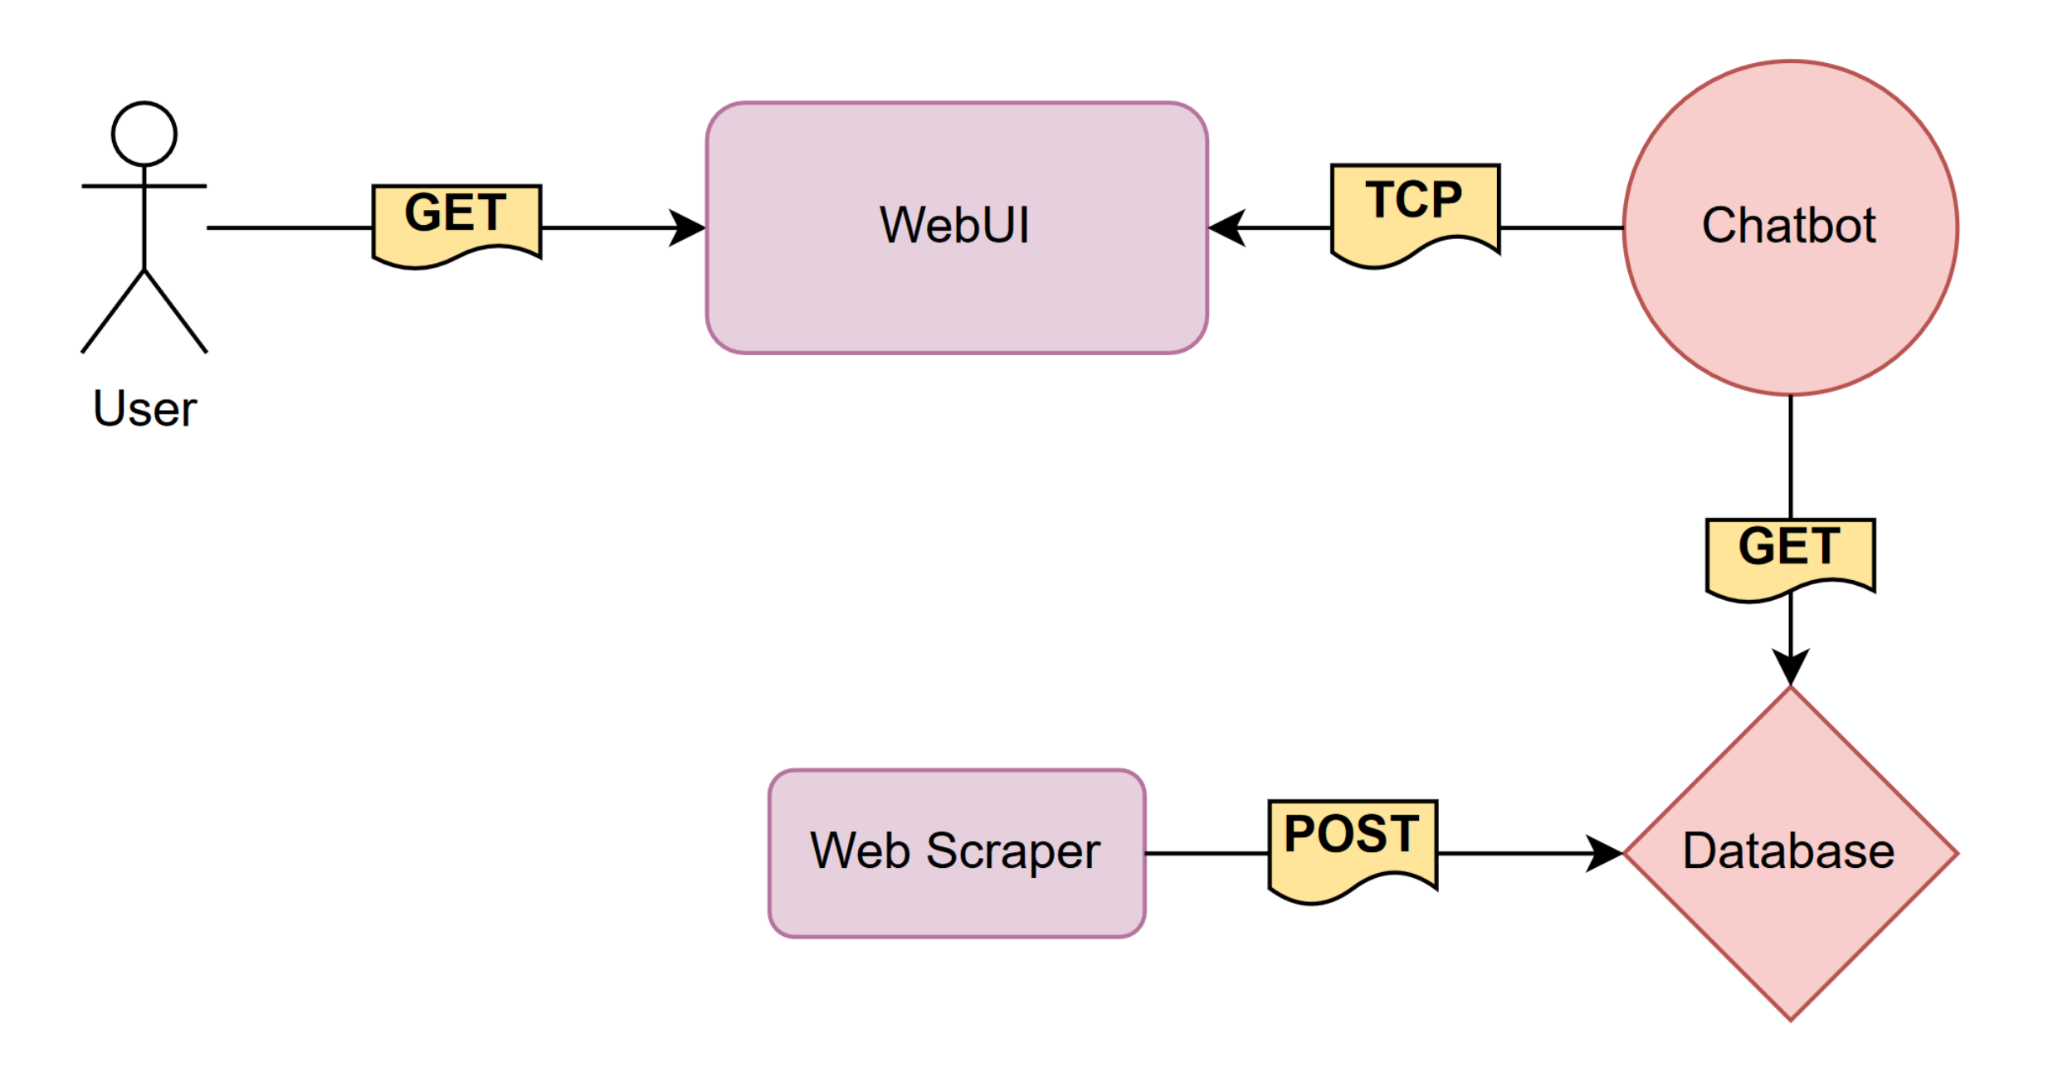 GET
WebUI
TCP
Chatbot
User
GET
Web Scraper
POST
Database